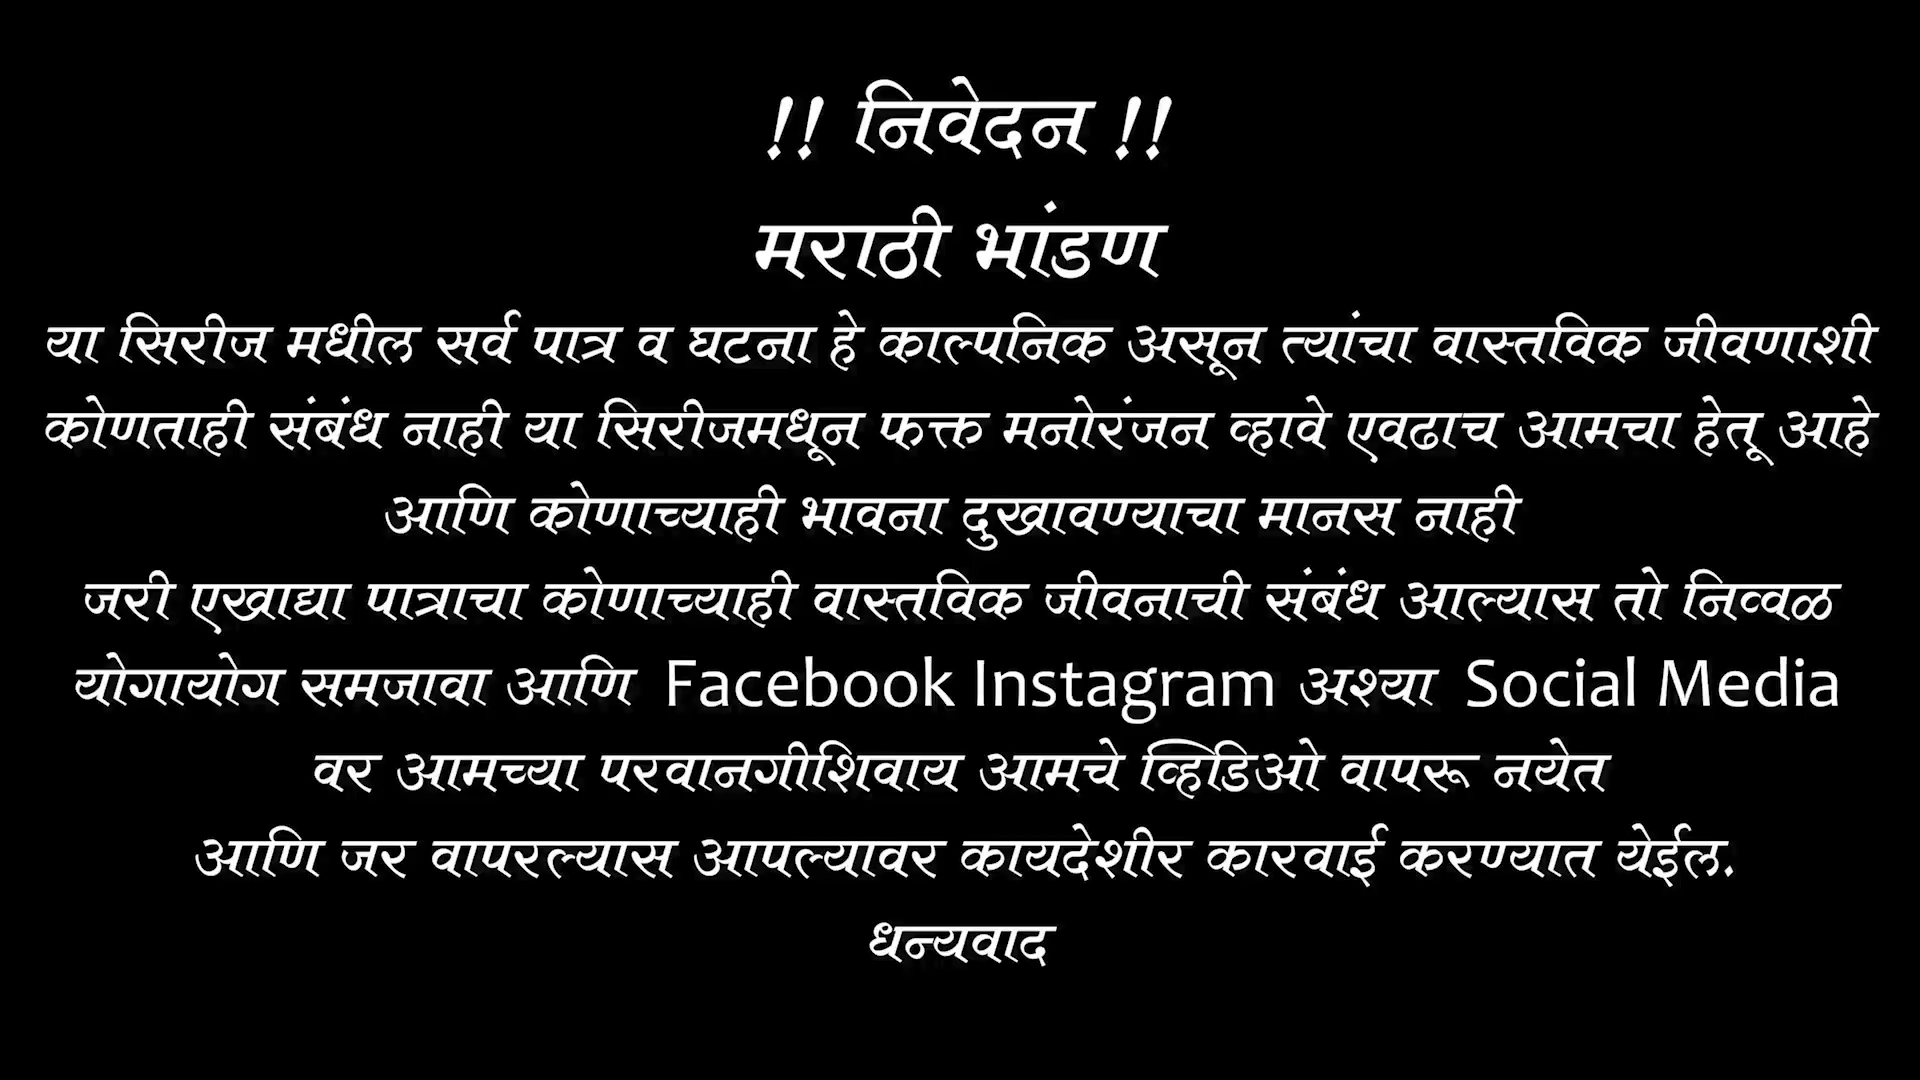 !! निवेदन !!
मराठी भांडण
या सिरीज मधील सर्व पात्र व घटना हे काल्पनिक असून त्यांचा वास्तविक जीवणाशी
कोणताही संबंध नाही या सिरीजमधून फक्त मनोरंजन व्हावे एवढाच आमचा हेतू आहे
आणि कोणाच्याही भावना दुखावण्याचा मानस नाही
जरी एखाद्या पात्राचा कोणाच्याही वास्तविक जीवनाची संबंध आल्यास तो निव्वळ
योगायोग समजावा आणि Facebook Instagram अश्या Social Media
वर आमच्या परवानगीशिवाय आमचे व्हिडिओ वापरू नयेत
आणि जर वापरल्यास आपल्यावर कायदेशीर कारवाई करण्यात येईल.
धन्यवाद